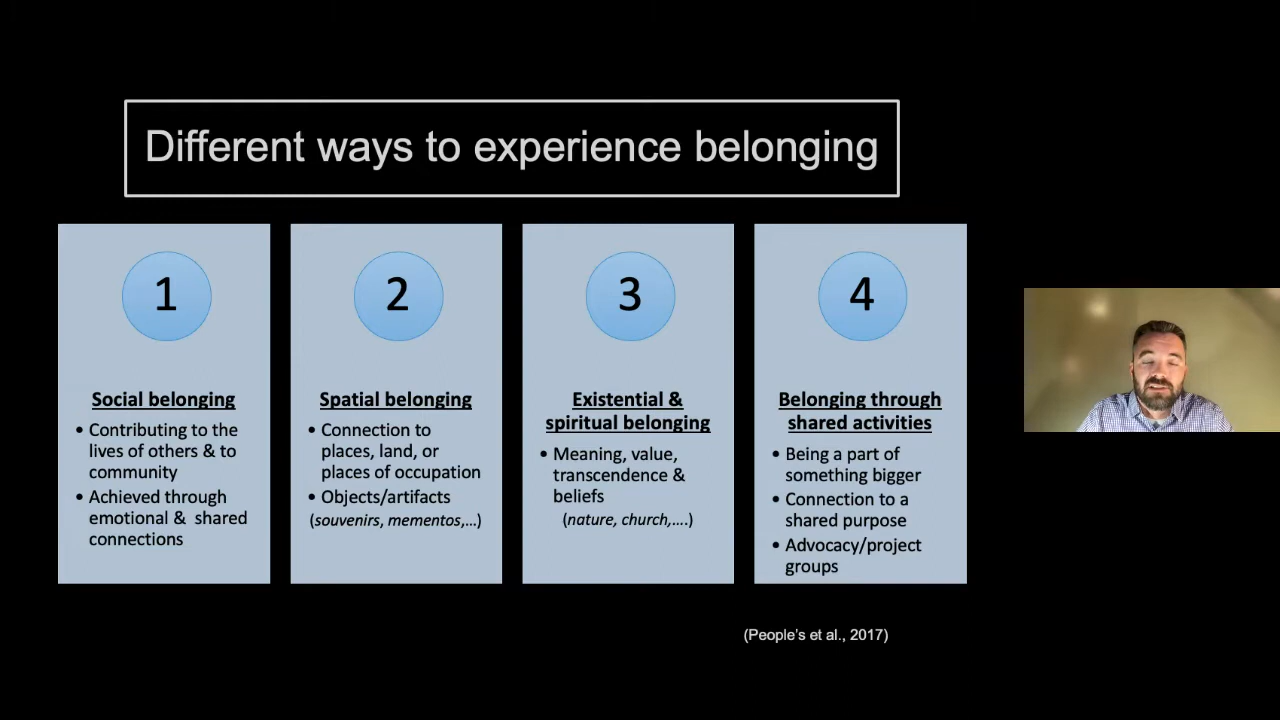 Different ways to experience belonging
1
Social belonging
• Contributing to the
lives of others & to
community
• Achieved through
emotional & shared
connections
2
Spatial belonging
• Connection to
places, land, or
places of occupation
• Objects/artifacts
(souvenirs, mementos,...)
3
Existential &
spiritual belonging
• Meaning, value,
transcendence &
beliefs
(nature, church,....)
4
Belonging through
shared activities
• Being a part of
something bigger
• Connection to a
shared purpose
• Advocacy/project
groups
(People’s et al., 2017)